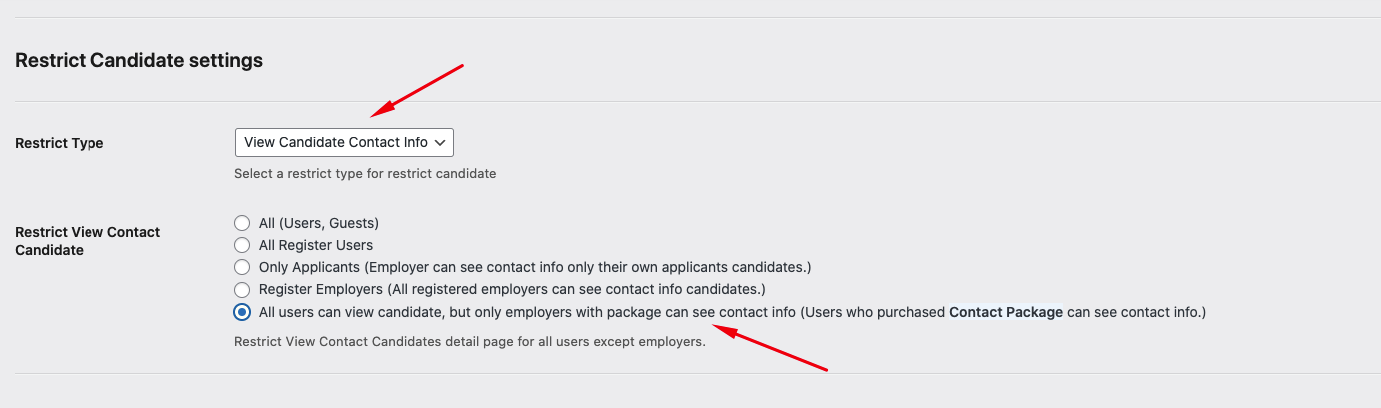 Restrict Candidate settings
Restrict Type
View Candidate Contact Info
Select a restrict type for restrict candidate
Restrict View Contact
Candidate
All (Users, Guests)
All Register Users
Only Applicants (Employer can see contact info only their own applicants candidates.)
Register Employers (All registered employers can see contact info candidates.)
All users can view candidate, but only employers with package can see contact info (Users who purchased Contact Package can see contact info.)
Restrict View Contact Candidates detail page for all users except employers.